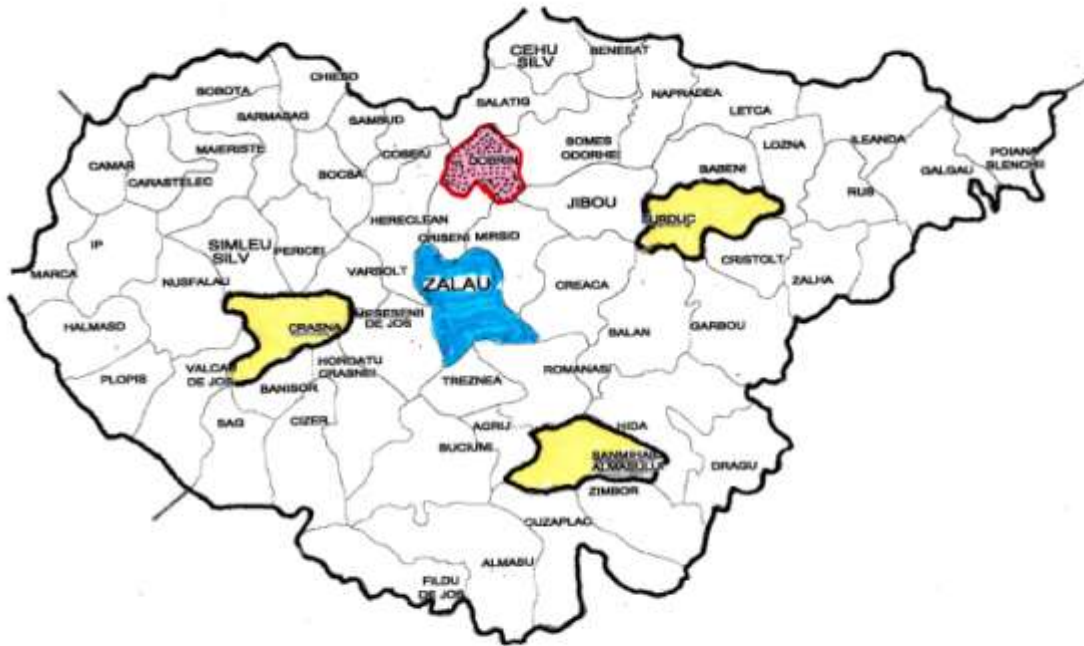 CEHU
SILV
BENESAT
CHIESD
BOBOTA
SALATIG
NAPRADEA
LETCA
SARMASAG
SAMSUD
SOMES
ODORHEI
ILEANDA
LOZNA
MAIERISTE
COSEIU
DOBRIN
POIANA
BLENCHII
CAMAR
BABENI
GALGAU
BOCSA
CARASTELEC
RUS
JIBOU
SURDUC
HERECLEAN
CRISENI
MIRSID
IP
SIMLEU
SILV
PERICEI
CRISTOLT
MARCA
VARSOLT
ZALAU
ZALHA
NUSFALAU
CREACA
MESESENII
DE JOS
HALMASD
CRASNA
BALAN
GARBOU
HOROATU
CRASNEI
PLOPIS
VALCAU
DE JOS
ROMANASI
TREZNEA
BANISOR
SAG
CIZER
AGRIJ
HIDA
BUCIUMI
SANMIHAIU
ALMASULUI
DRAGU
ZIMBOR
CUZAPLAC
ALMASU
FILDU
DE JOS